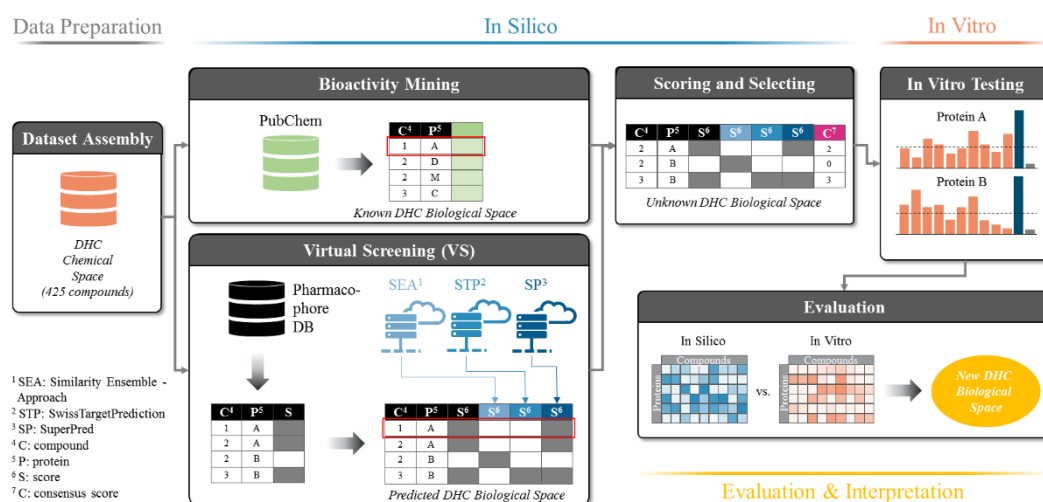 Data Preparation
In Silico
In Vitro
Dataset Assembly
DHC
Chemical
Space
(425 compounds)
Bioactivity Mining
PubChem
C⁴ P⁵
1 A
2 D
2 M
3 C
Known DHC Biological Space
Virtual Screening (VS)
Pharmaco-
phore
DB
SEA¹ STP² SP³
C⁴ P⁵ S
1 A
2 A
2 B
3 B
C⁴ P⁵ S⁶ S⁶ S⁶ S⁶
1 A
2 A
2 B
3 B
Predicted DHC Biological Space
Scoring and Selecting
C⁴ P⁵ S⁶ S⁶ S⁶ S⁶ C⁷
2 A 2
2 B 0
3 B 3
Unknown DHC Biological Space
In Vitro Testing
Protein A
Protein B
Evaluation
In Silico
Compounds
Proteins
vs.
In Vitro
Compounds
Proteins
New DHC
Biological
Space
Evaluation & Interpretation
¹ SEA: Similarity Ensemble -
Approach
² STP: SwissTargetPrediction
³ SP: SuperPred
⁴ C: compound
⁵ P: protein
⁶ S: score
⁷ C: consensus score